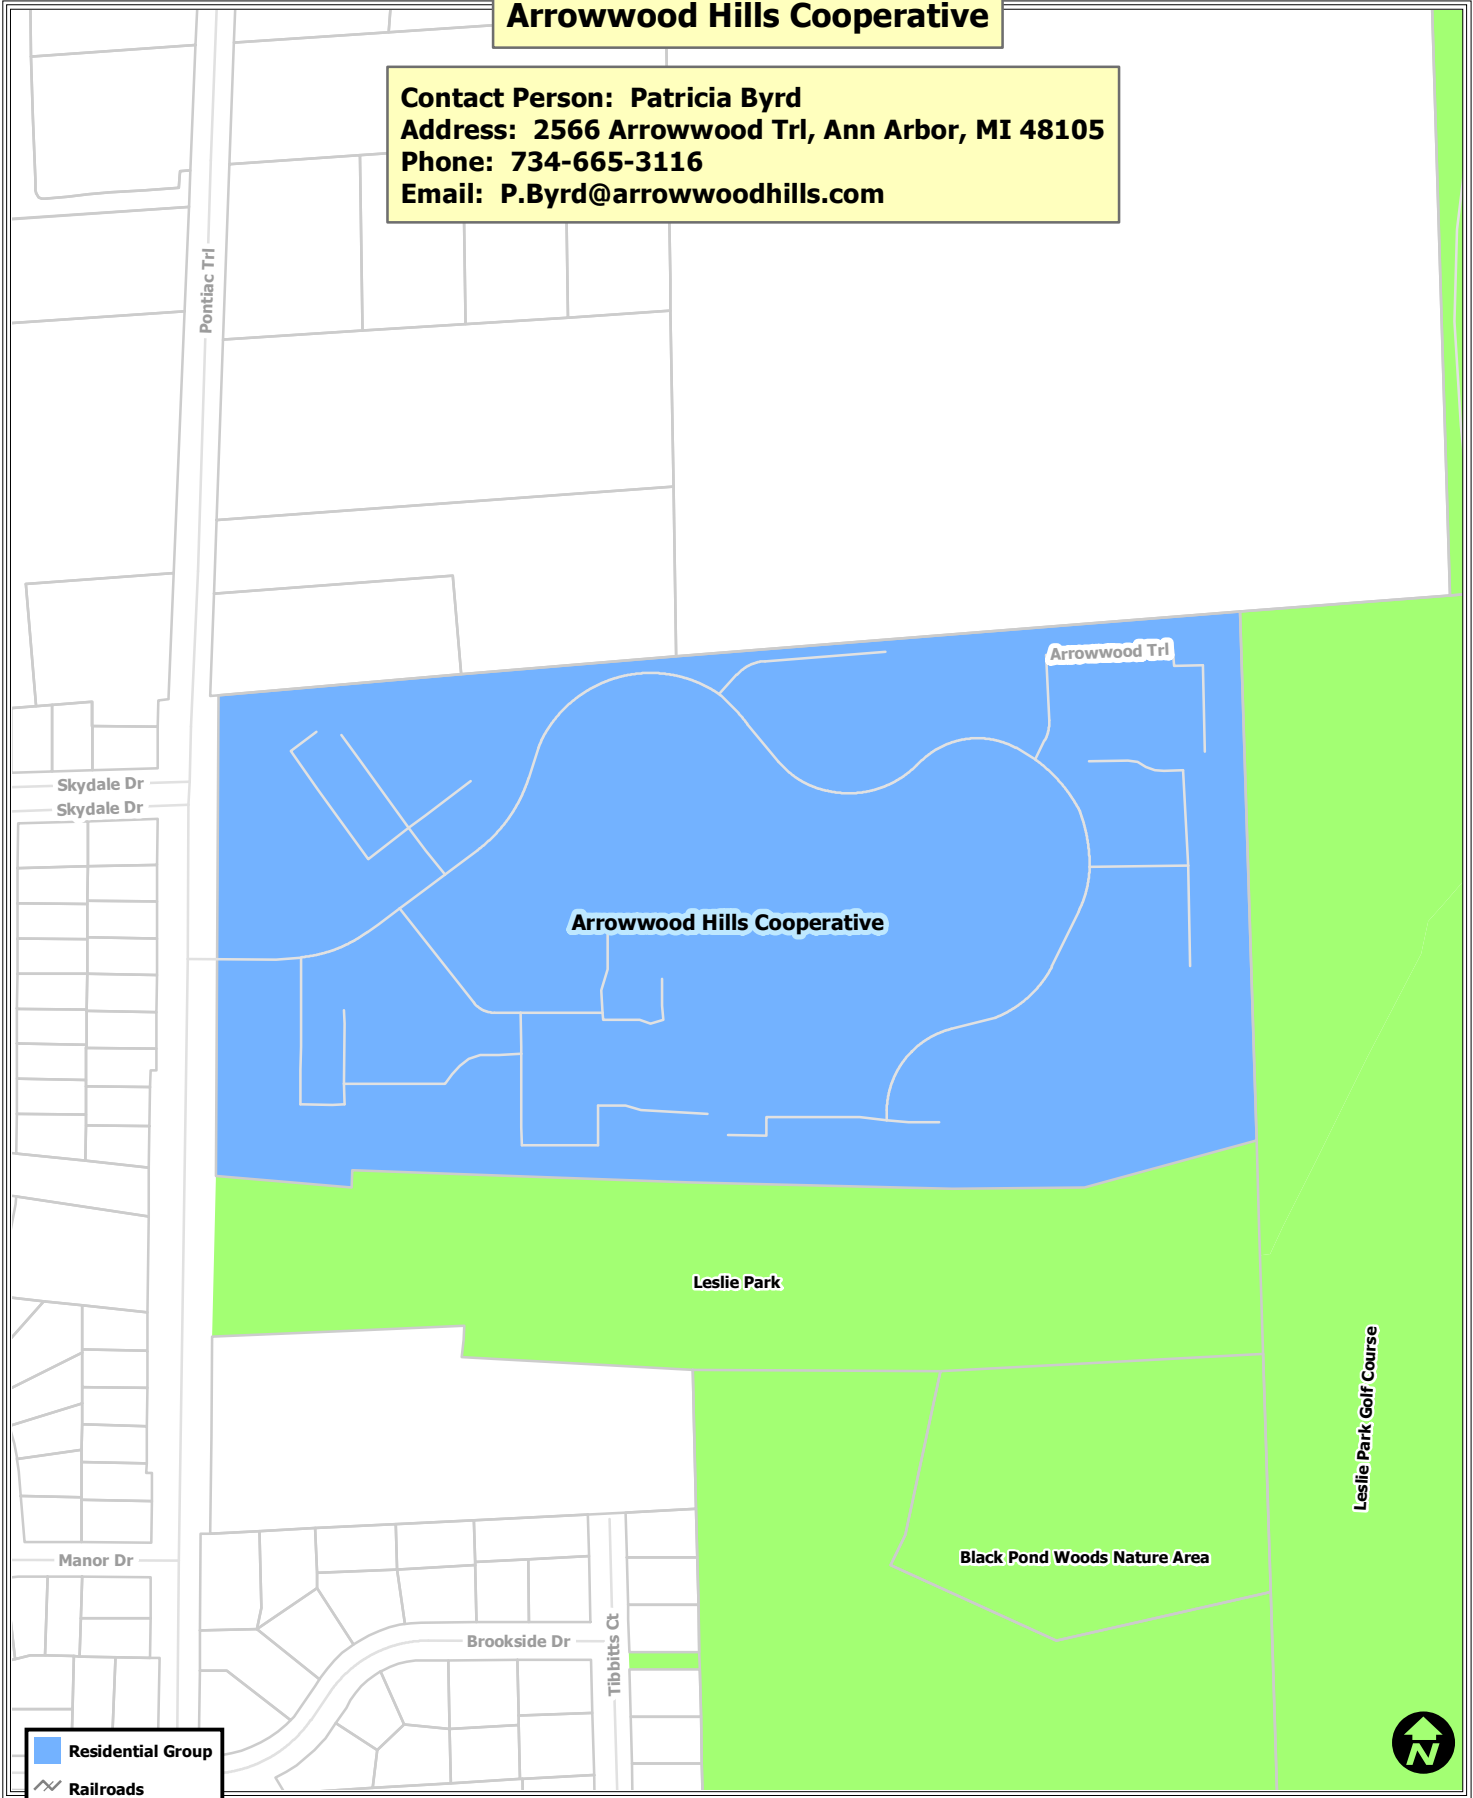 Arrowwood Hills Cooperative
Contact Person: Patricia Byrd
Address: 2566 Arrowwood Trl, Ann Arbor, MI 48105
Phone: 734-665-3116
Email: P.Byrd@arrowwoodhills.com
Pontiac Trl
Arrowwood Trl
Skydale Dr
Skydale Dr
Arrowwood Hills Cooperative
Leslie Park
Leslie Park Golf Course
Black Pond Woods Nature Area
Manor Dr
Brookside Dr
Tibbitts Ct
Residential Group
Railroads
N